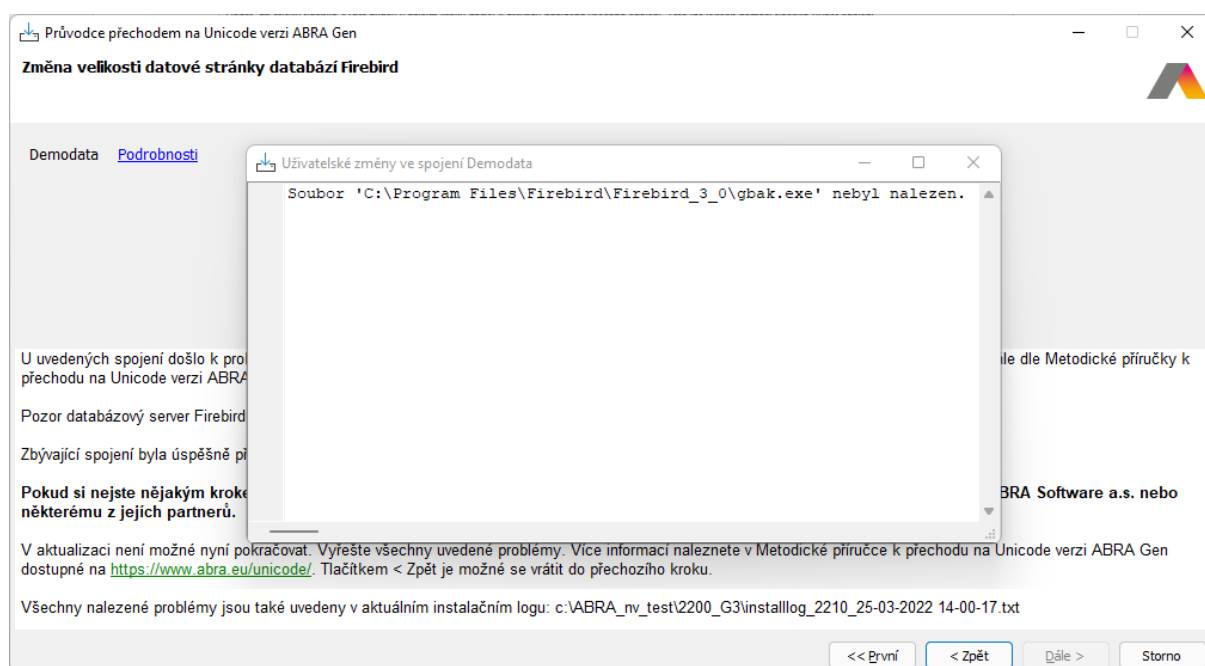 Průvodce přechodem na Unicode verzi ABRA Gen
Změna velikosti datové stránky databází Firebird
Demodata Podrobnosti
Uživatelské změny ve spojení Demodata
Soubor 'C:\Program Files\Firebird\Firebird_3_0\gbak.exe' nebyl nalezen.
U uvedených spojení došlo k dle Metodické příručky k
přechodu na Unicode verzi ABRA
Pozor databázový server Firebird
Zbývající spojení byla úspěšně
Pokud si nejste nějakým ABRA Software a.s. nebo
některému z jejích partnerů.
V aktualizaci není možné nyní pokračovat. Vyřešte všechny uvedené problémy. Více informací naleznete v Metodické příručce k přechodu na Unicode verzi ABRA Gen
dostupné na https://www.abra.eu/unicode/. Tlačítkem < Zpět je možné se vrátit do přechozího kroku.
Všechny nalezené problémy jsou také uvedeny v aktuálním instalačním logu: c:\ABRA_nv_test\2200_G3\installlog_2210_25-03-2022 14-00-17.txt
<< První < Zpět Dále > Storno